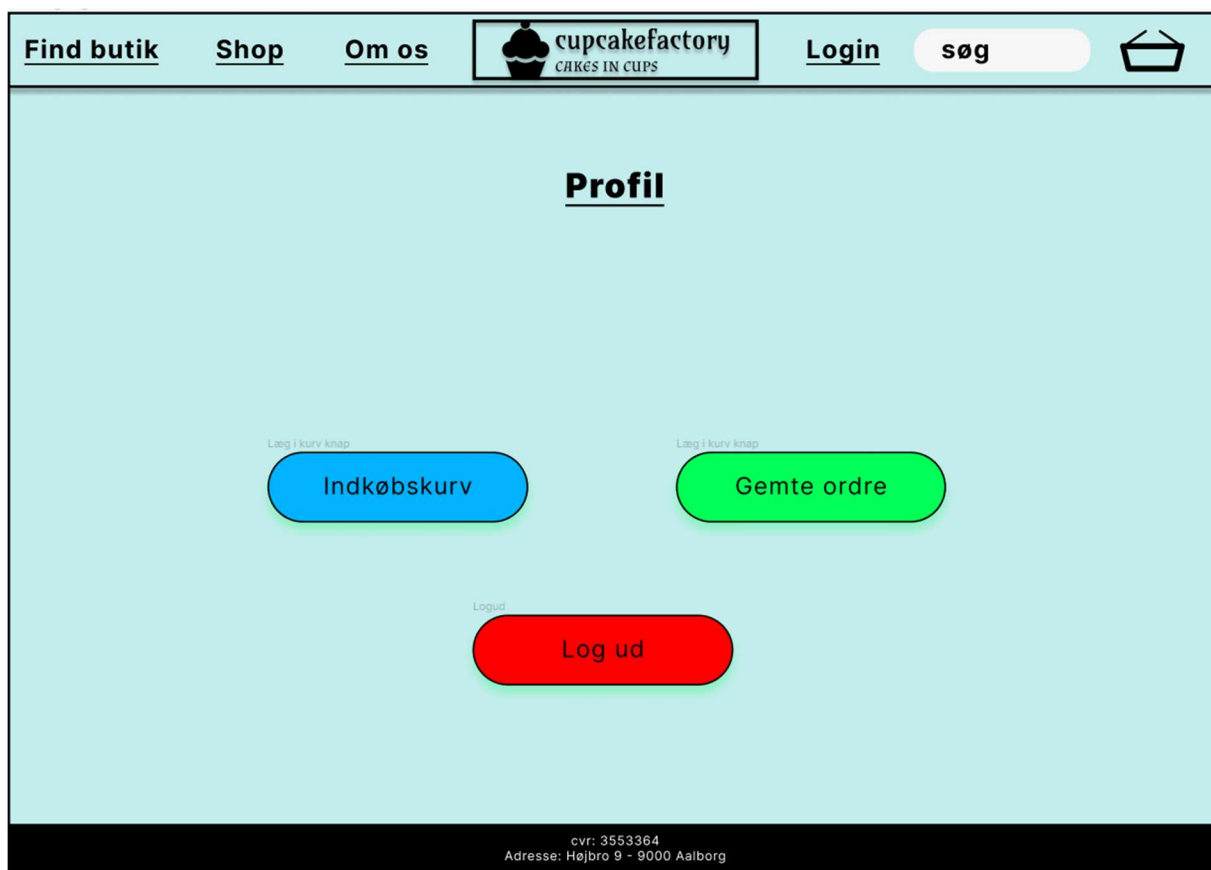 Find butik
Shop
Om os
cupcakefactory
CAKES IN CUPS
Login
søg
Profil
Læg i kurv knap
Indkøbskurv
Læg i kurv knap
Gemte ordre
Logud
Log ud
cvr: 3553364
Adresse: Højbro 9 - 9000 Aalborg